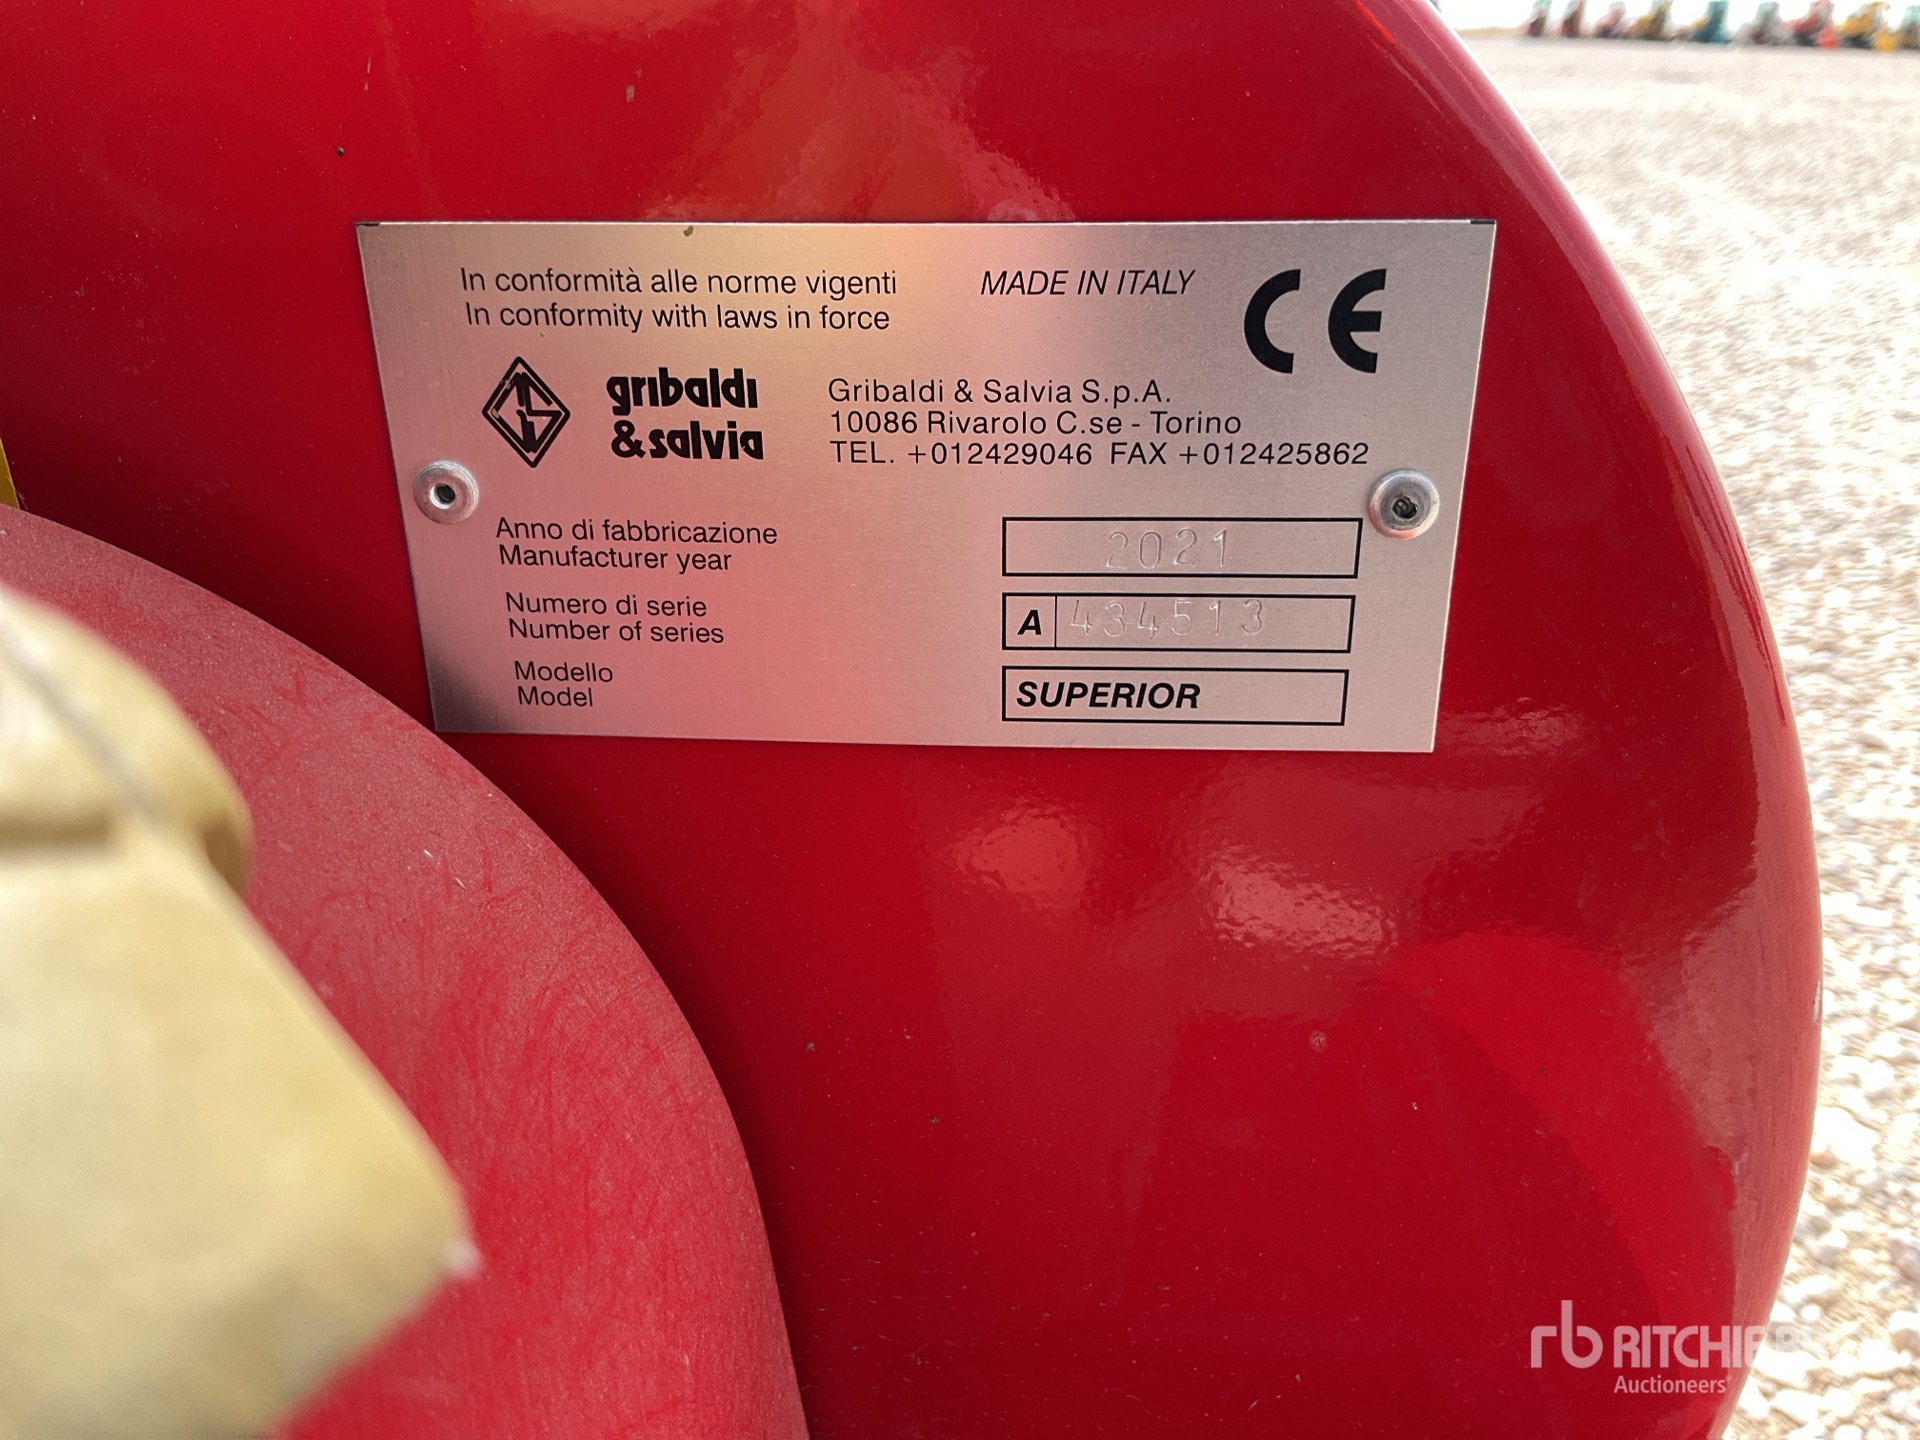 In conformità alle norme vigenti
In conformity with laws in force
MADE IN ITALY
CE
gribaldi
& salvia
Gribaldi & Salvia S.p.A.
10086 Rivarolo C.se - Torino
TEL. +012429046 FAX +012425862
Anno di fabbricazione
Manufacturer year
2021
Numero di serie
Number of series
A 434513
Modello
Model
SUPERIOR
rb RITCHIE
Auctioneers